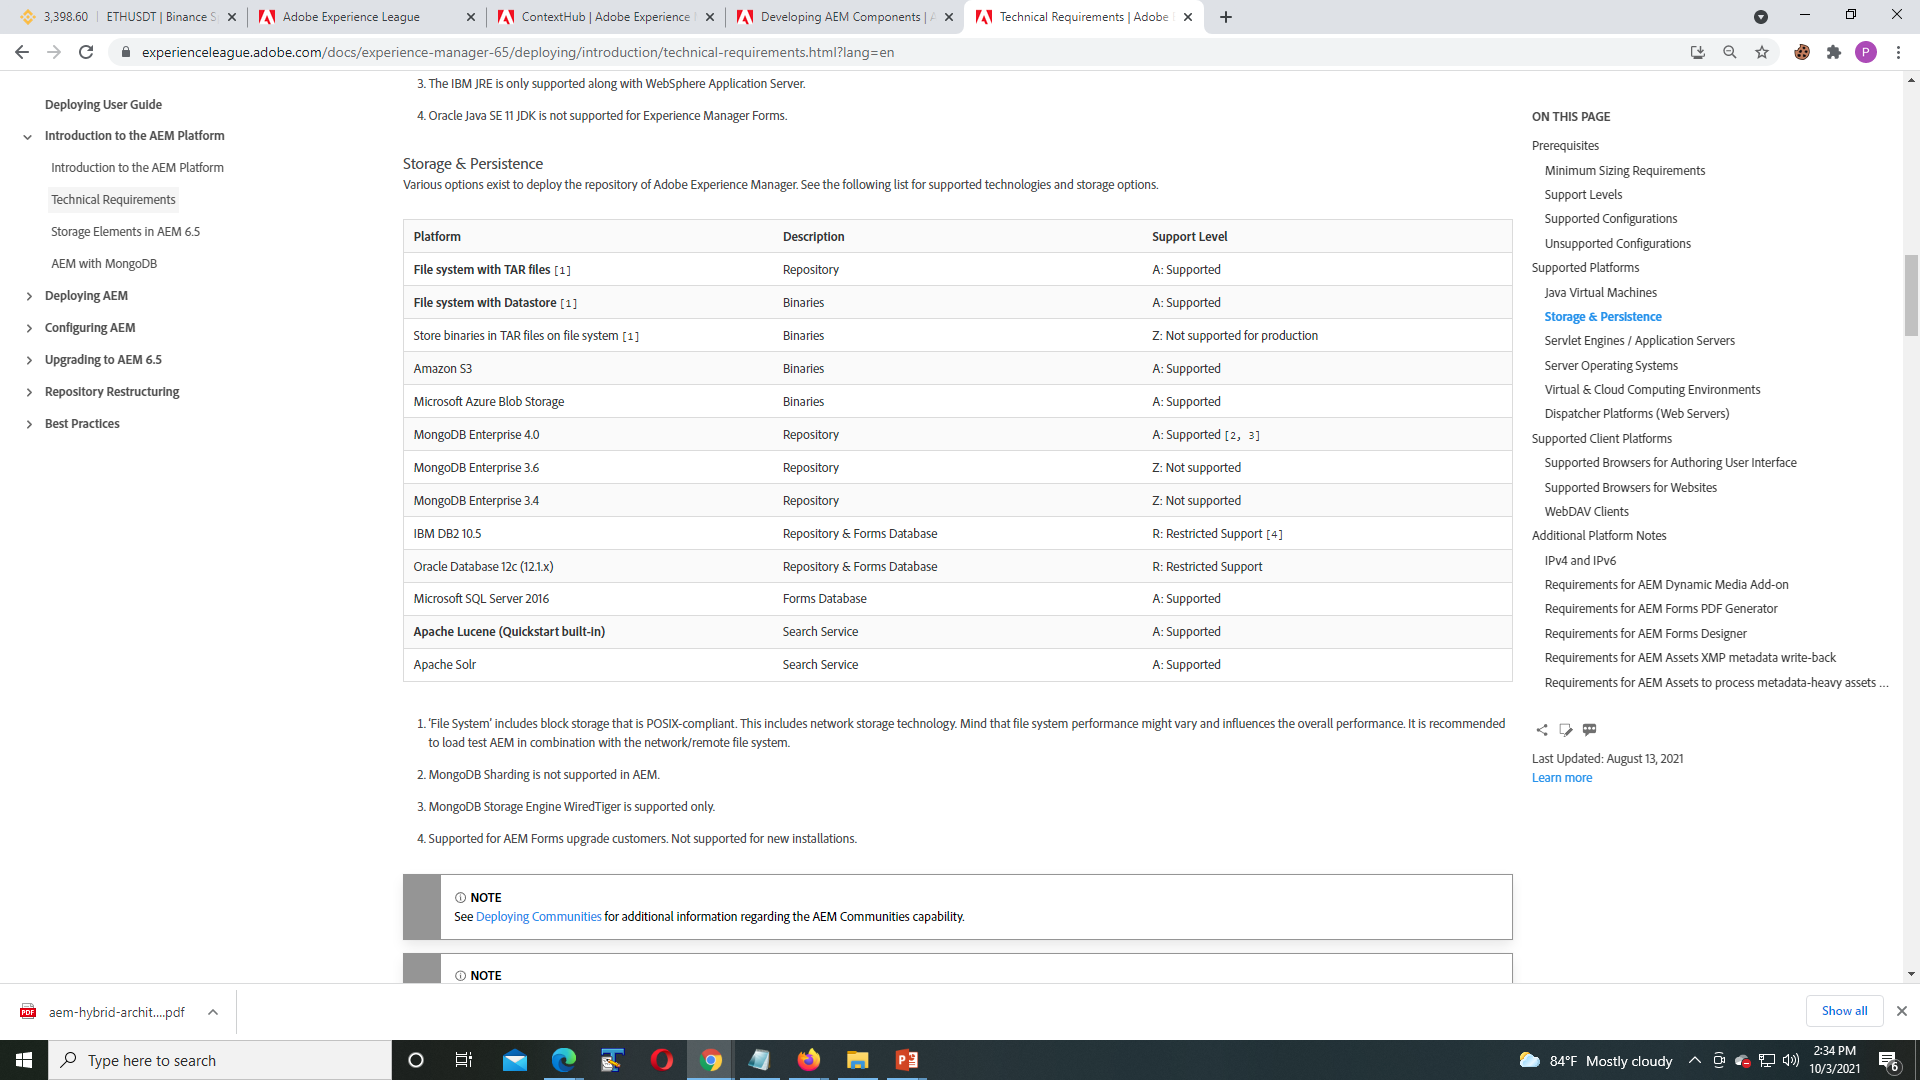 3,398.60 ETHUSDT | Binance S
Adobe Experience League
ContextHub | Adobe Experience
Developing AEM Components |
Technical Requirements | Adobe
experienceleague.adobe.com/docs/experience-manager-65/deploying/introduction/technical-requirements.html?lang=en
P
Deploying User Guide
Introduction to the AEM Platform
Introduction to the AEM Platform
Technical Requirements
Storage Elements in AEM 6.5
AEM with MongoDB
Deploying AEM
Configuring AEM
Upgrading to AEM 6.5
Repository Restructuring
Best Practices
3. The IBM JRE is only supported along with WebSphere Application Server.
4. Oracle Java SE 11 JDK is not supported for Experience Manager Forms.
Storage & Persistence
Various options exist to deploy the repository of Adobe Experience Manager. See the following list for supported technologies and storage options.
Platform Description Support Level
File system with TAR files [1] Repository A: Supported
File system with Datastore [1] Binaries A: Supported
Store binaries in TAR files on file system [1] Binaries Z: Not supported for production
Amazon S3 Binaries A: Supported
Microsoft Azure Blob Storage Binaries A: Supported
MongoDB Enterprise 4.0 Repository A: Supported [2, 3]
MongoDB Enterprise 3.6 Repository Z: Not supported
MongoDB Enterprise 3.4 Repository Z: Not supported
IBM DB2 10.5 Repository & Forms Database R: Restricted Support [4]
Oracle Database 12c (12.1.x) Repository & Forms Database R: Restricted Support
Microsoft SQL Server 2016 Forms Database A: Supported
Apache Lucene (Quickstart built-in) Search Service A: Supported
Apache Solr Search Service A: Supported
1. 'File System' includes block storage that is POSIX-compliant. This includes network storage technology. Mind that file system performance might vary and influences the overall performance. It is recommended
to load test AEM in combination with the network/remote file system.
2. MongoDB Sharding is not supported in AEM.
3. MongoDB Storage Engine WiredTiger is supported only.
4. Supported for AEM Forms upgrade customers. Not supported for new installations.
NOTE
See Deploying Communities for additional information regarding the AEM Communities capability.
NOTE
ON THIS PAGE
Prerequisites
Minimum Sizing Requirements
Support Levels
Supported Configurations
Unsupported Configurations
Supported Platforms
Java Virtual Machines
Storage & Persistence
Servlet Engines / Application Servers
Server Operating Systems
Virtual & Cloud Computing Environments
Dispatcher Platforms (Web Servers)
Supported Client Platforms
Supported Browsers for Authoring User Interface
Supported Browsers for Websites
WebDAV Clients
Additional Platform Notes
IPv4 and IPv6
Requirements for AEM Dynamic Media Add-on
Requirements for AEM Forms PDF Generator
Requirements for AEM Forms Designer
Requirements for AEM Assets XMP metadata write-back
Requirements for AEM Assets to process metadata-heavy assets ...
Last Updated: August 13, 2021
Learn more
PDF aem-hybrid-archit....pdf
Show all
Type here to search
84°F Mostly cloudy
2:34 PM
10/3/2021
6